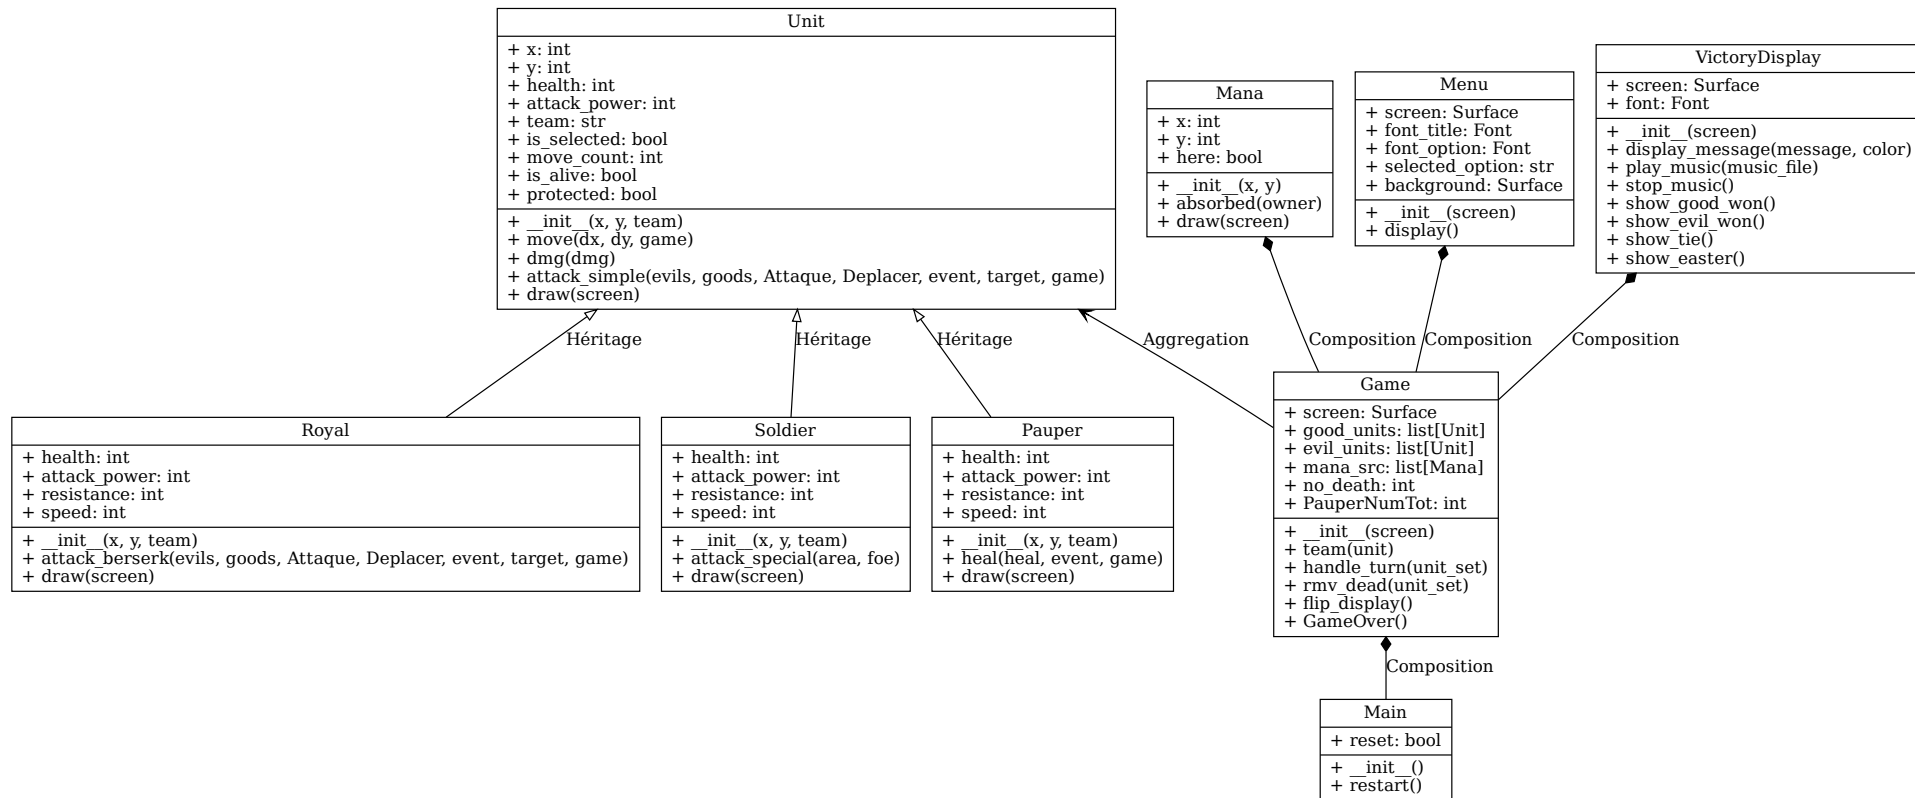 Unit
+ x: int
+ y: int
+ health: int
+ attack_power: int
+ team: str
+ is_selected: bool
+ move_count: int
+ is_alive: bool
+ protected: bool
+ __init__(x, y, team)
+ move(dx, dy, game)
+ dmg(dmg)
+ attack_simple(evils, goods, Attaque, Deplacer, event, target, game)
+ draw(screen)
Mana
+ x: int
+ y: int
+ here: bool
+ __init__(x, y)
+ absorbed(owner)
+ draw(screen)
Menu
+ screen: Surface
+ font_title: Font
+ font_option: Font
+ selected_option: str
+ background: Surface
+ __init__(screen)
+ display()
VictoryDisplay
+ screen: Surface
+ font: Font
+ __init__(screen)
+ display_message(message, color)
+ play_music(music_file)
+ stop_music()
+ show_good_won()
+ show_evil_won()
+ show_tie()
+ show_easter()
Héritage
Héritage
Héritage
Aggregation
Composition
Composition
Composition
Royal
+ health: int
+ attack_power: int
+ resistance: int
+ speed: int
+ __init__(x, y, team)
+ attack_berserk(evils, goods, Attaque, Deplacer, event, target, game)
+ draw(screen)
Soldier
+ health: int
+ attack_power: int
+ resistance: int
+ speed: int
+ __init__(x, y, team)
+ attack_special(area, foe)
+ draw(screen)
Pauper
+ health: int
+ attack_power: int
+ resistance: int
+ speed: int
+ __init__(x, y, team)
+ heal(heal, event, game)
+ draw(screen)
Game
+ screen: Surface
+ good_units: list[Unit]
+ evil_units: list[Unit]
+ mana_src: list[Mana]
+ no_death: int
+ PauperNumTot: int
+ __init__(screen)
+ team(unit)
+ handle_turn(unit_set)
+ rmv_dead(unit_set)
+ flip_display()
+ GameOver()
Composition
Main
+ reset: bool
+ __init__()
+ restart()